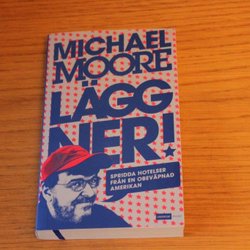 MICHAEL
MOORE
LÄGG
NER!
SPRIDDA HOTELSER
FRÅN EN OBEVÄPNAD
AMERIKAN